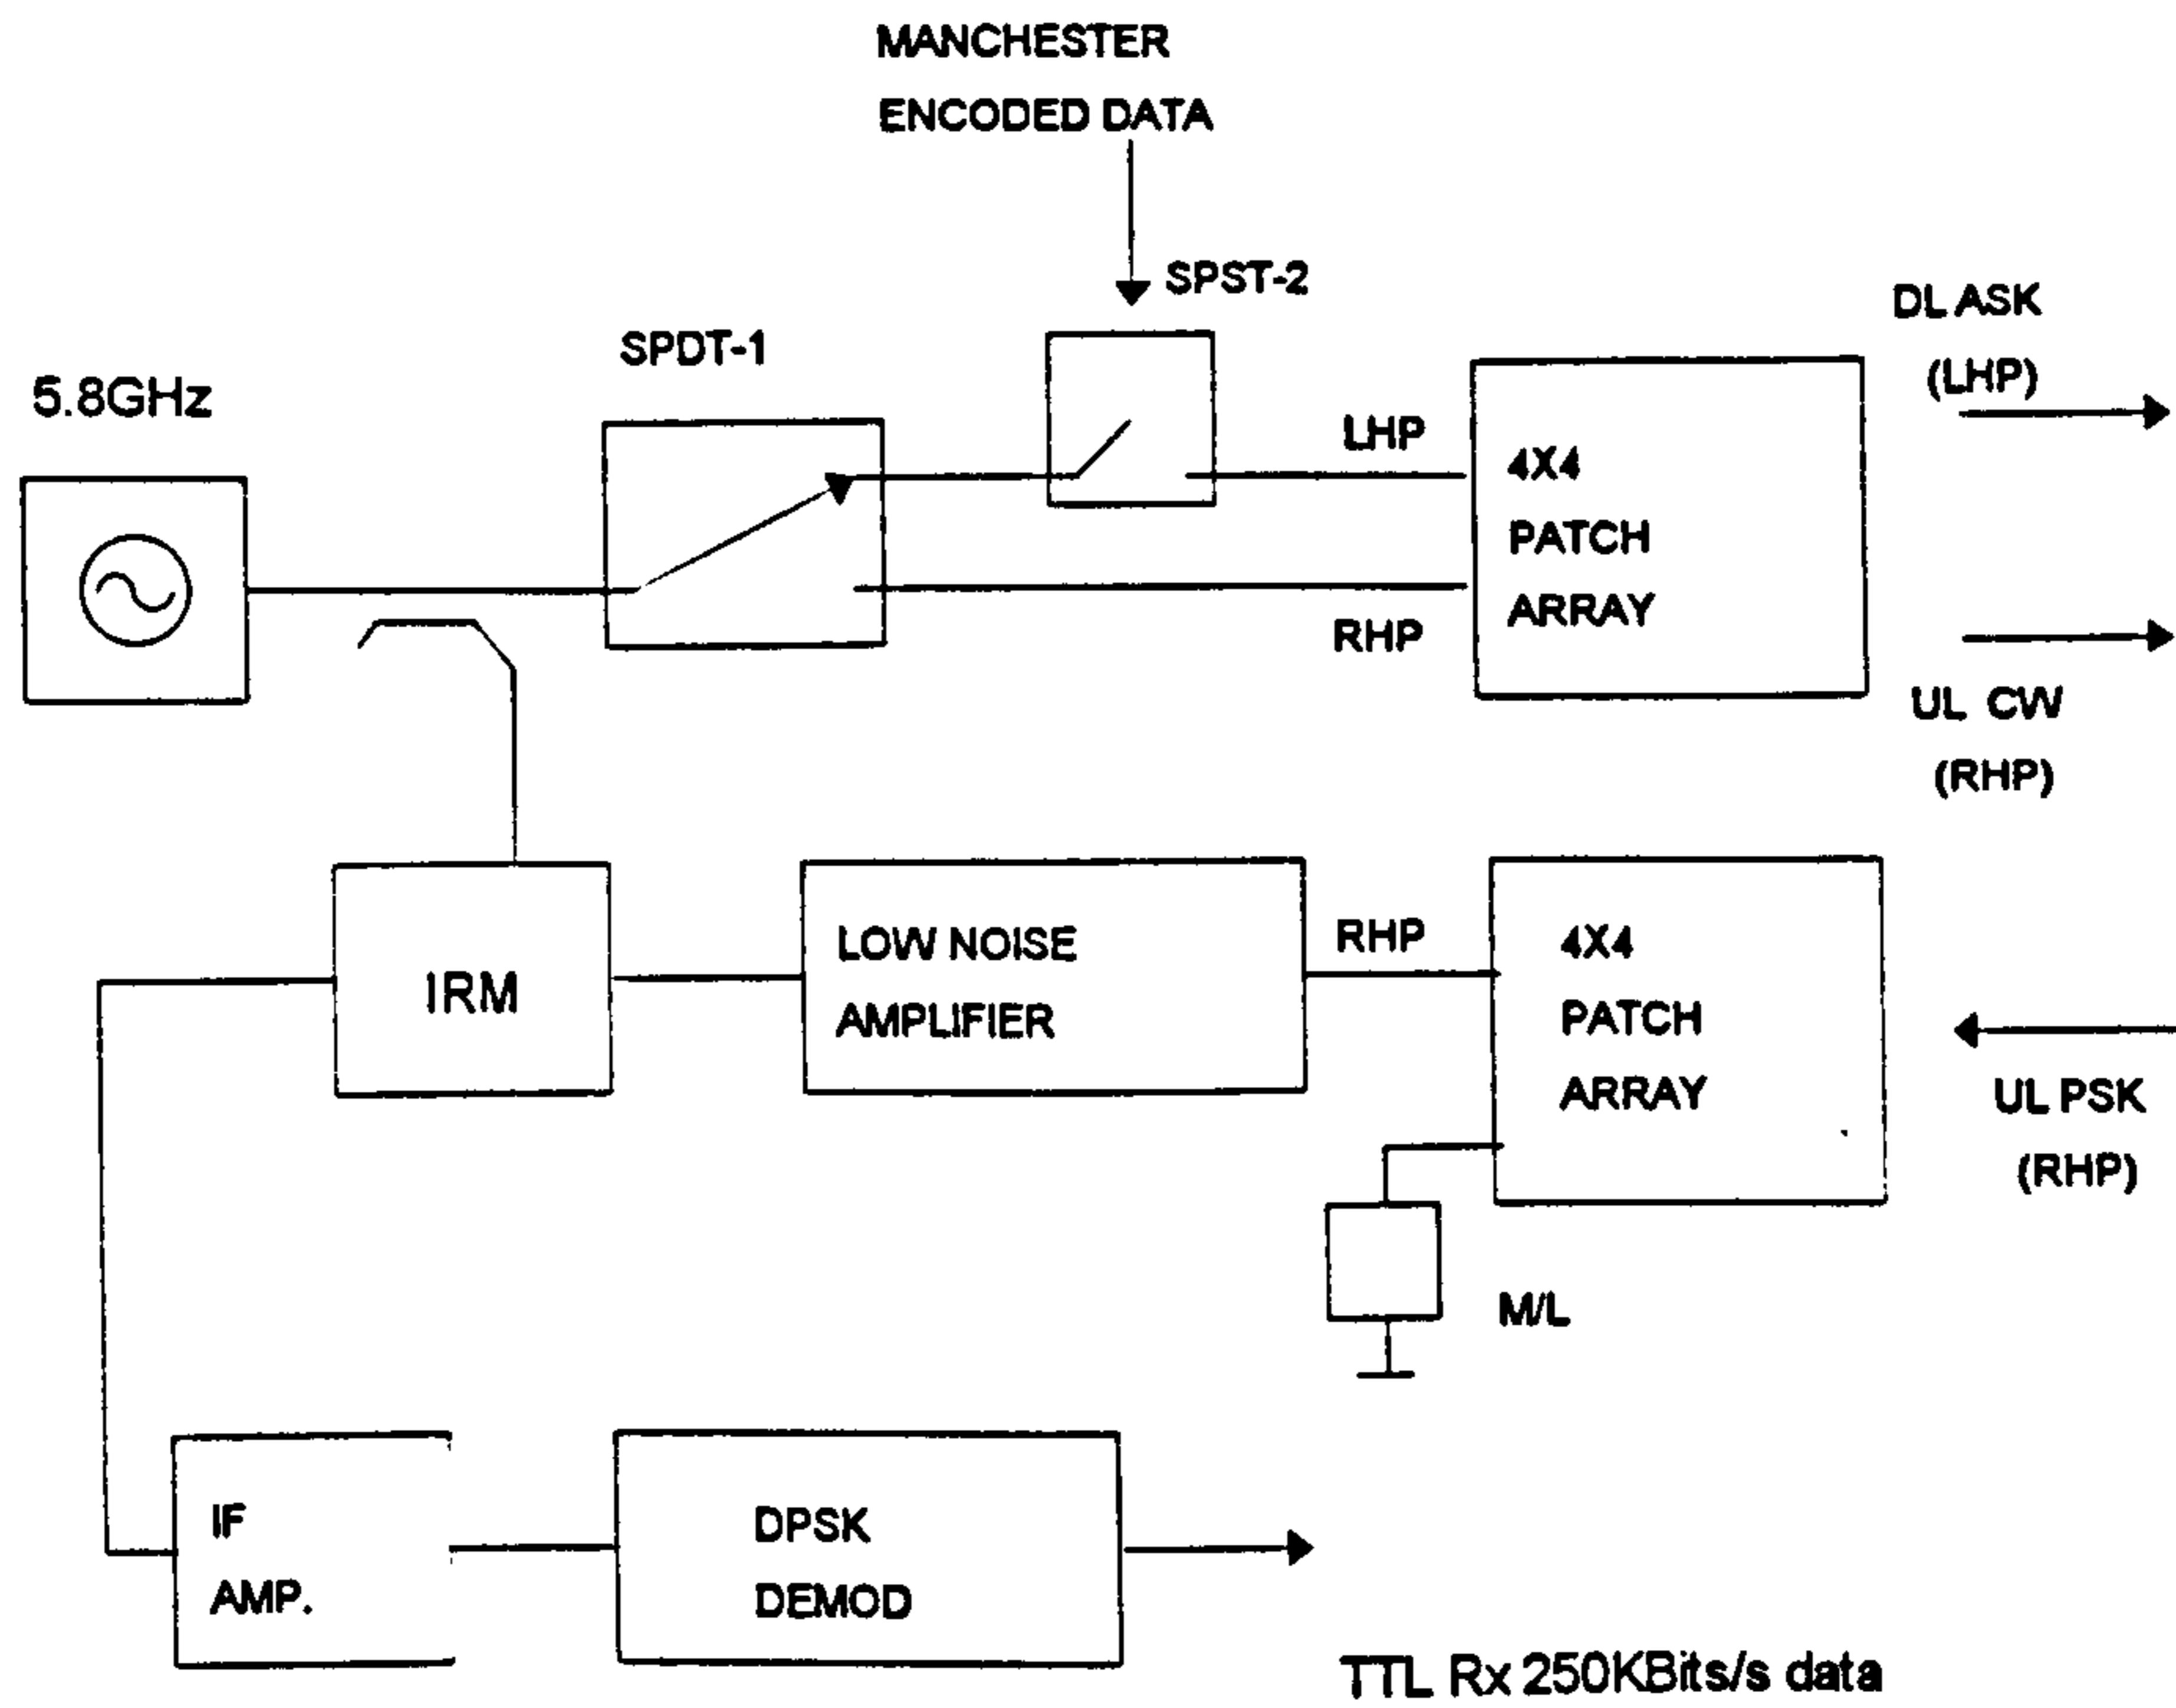 MANCHESTER
ENCODED DATA
SPST-2
SPDT-1
5.8GHz
DL ASK
(LHP)
LHP
4X4
PATCH
ARRAY
RHP
UL CW
(RHP)
IRM
LOW NOISE
AMPLIFIER
RHP
4X4
PATCH
ARRAY
UL PSK
(RHP)
M/L
IF
AMP.
DPSK
DEMOD
TTL Rx 250KBits/s data